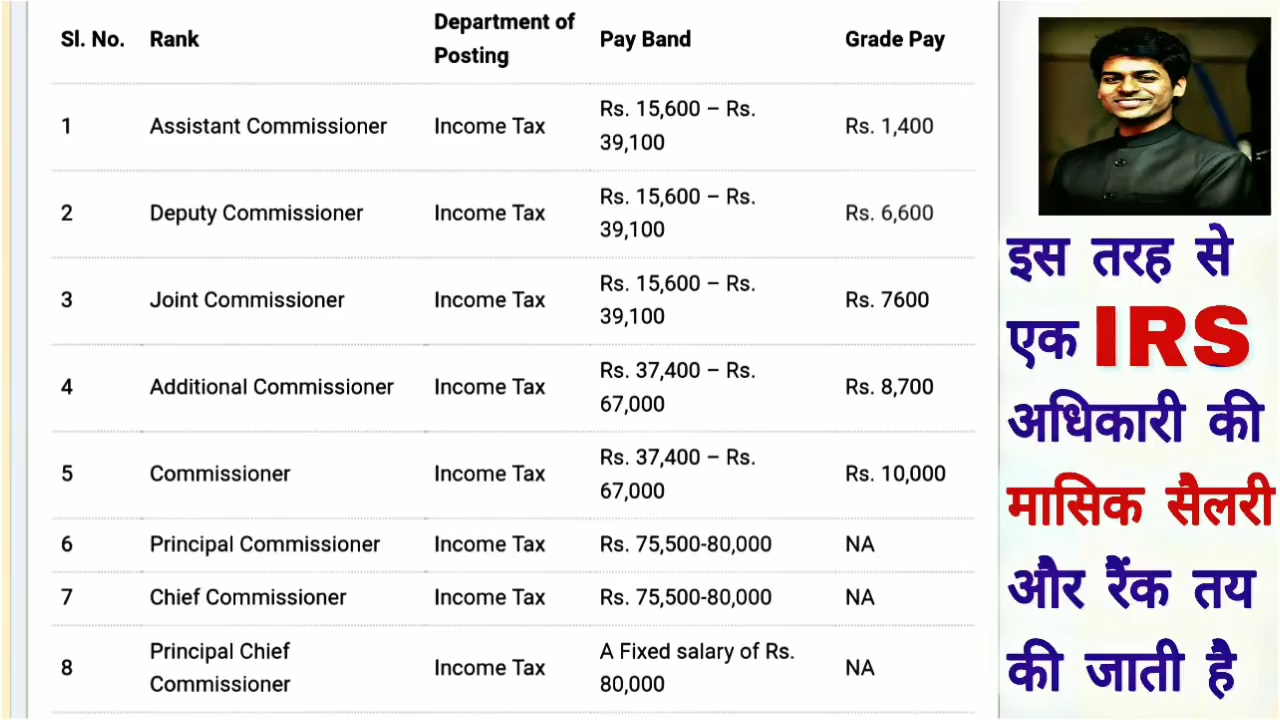 Sl. No. Rank Department of Posting Pay Band Grade Pay
1 Assistant Commissioner Income Tax Rs. 15,600 – Rs. 39,100 Rs. 1,400
2 Deputy Commissioner Income Tax Rs. 15,600 – Rs. 39,100 Rs. 6,600
3 Joint Commissioner Income Tax Rs. 15,600 – Rs. 39,100 Rs. 7600
4 Additional Commissioner Income Tax Rs. 37,400 – Rs. 67,000 Rs. 8,700
5 Commissioner Income Tax Rs. 37,400 – Rs. 67,000 Rs. 10,000
6 Principal Commissioner Income Tax Rs. 75,500-80,000 NA
7 Chief Commissioner Income Tax Rs. 75,500-80,000 NA
8 Principal Chief Commissioner Income Tax A Fixed salary of Rs. 80,000 NA
इस तरह से
एक IRS
अधिकारी की
मासिक सैलरी
और रैंक तय
की जाती है